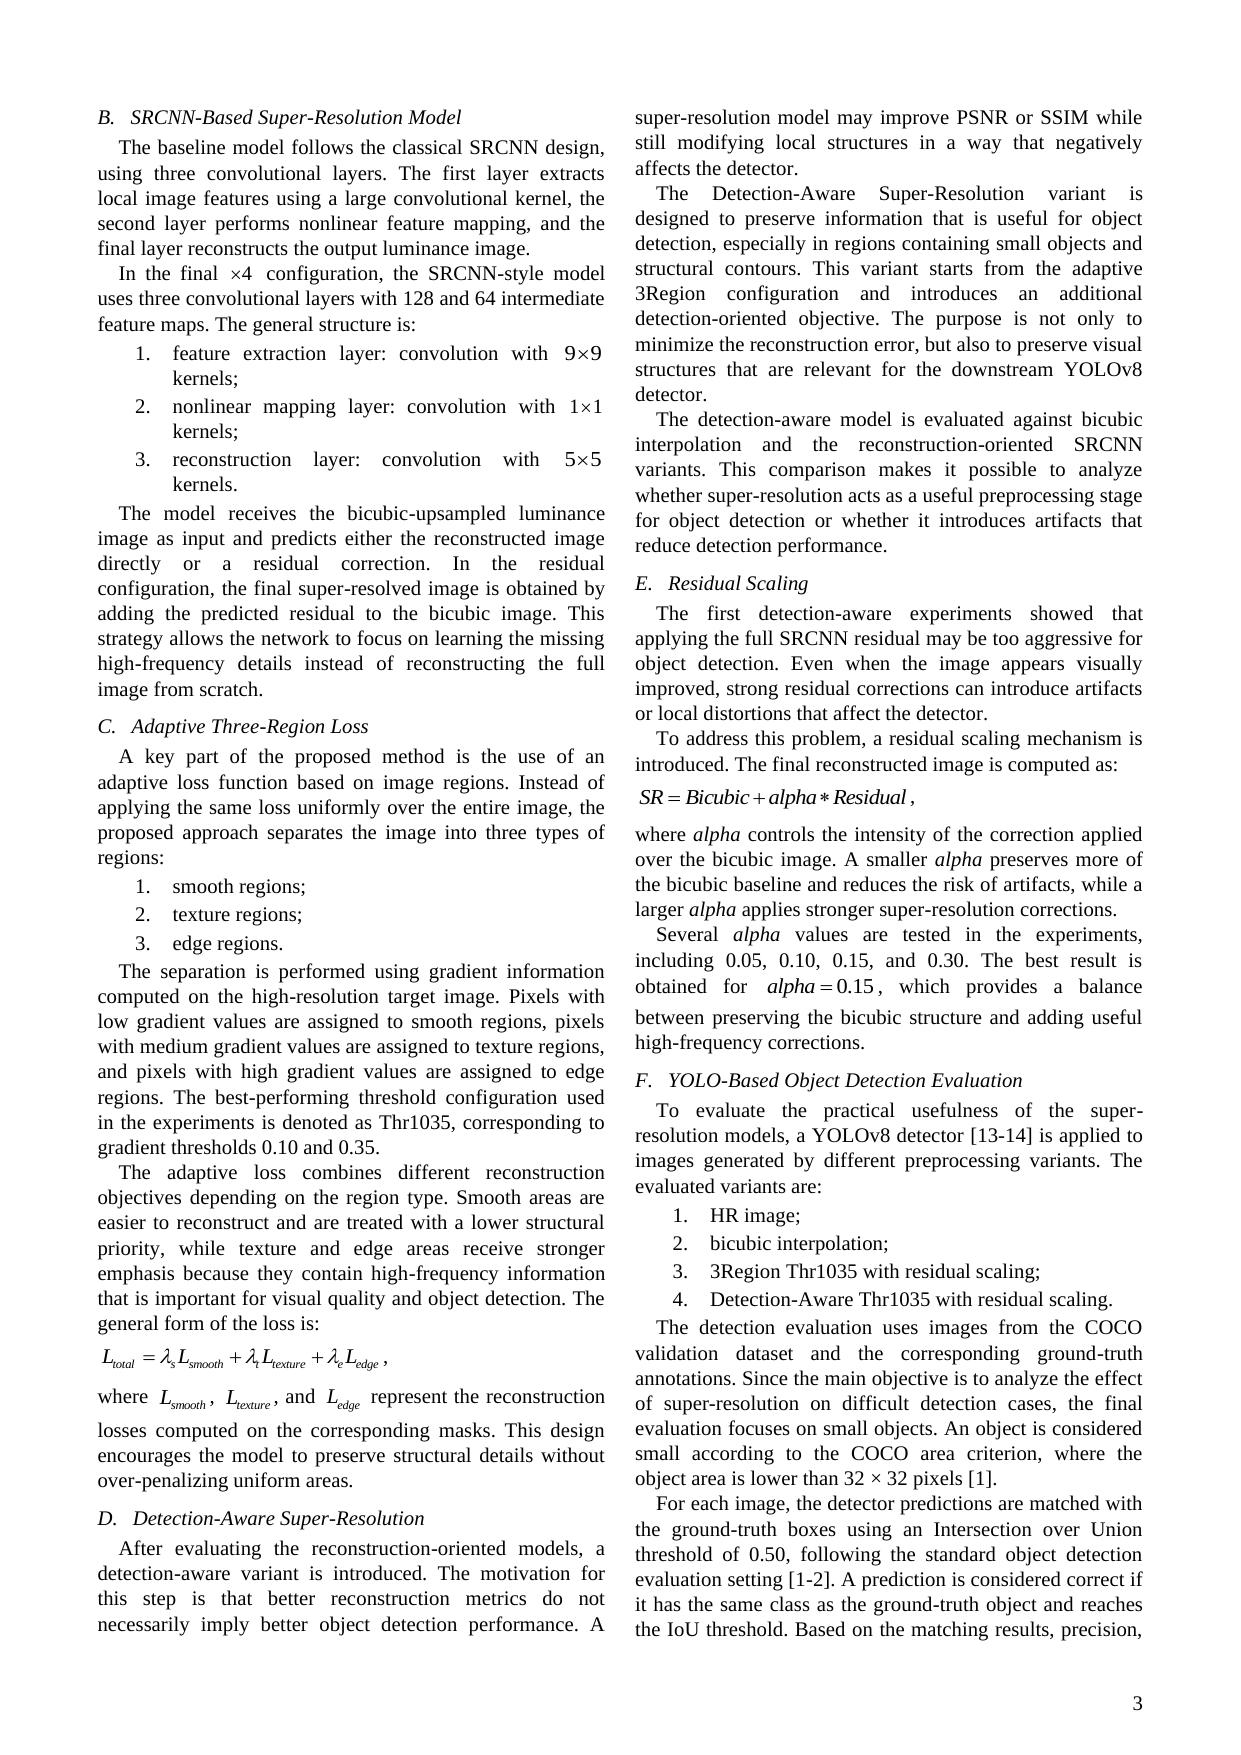 B. SRCNN-Based Super-Resolution Model
The baseline model follows the classical SRCNN design,
using three convolutional layers. The first layer extracts
local image features using a large convolutional kernel, the
second layer performs nonlinear feature mapping, and the
final layer reconstructs the output luminance image.
In the final ×4 configuration, the SRCNN-style model
uses three convolutional layers with 128 and 64 intermediate
feature maps. The general structure is:
1. feature extraction layer: convolution with 9×9
kernels;
2. nonlinear mapping layer: convolution with 1×1
kernels;
3. reconstruction layer: convolution with 5×5
kernels.
The model receives the bicubic-upsampled luminance
image as input and predicts either the reconstructed image
directly or a residual correction. In the residual
configuration, the final super-resolved image is obtained by
adding the predicted residual to the bicubic image. This
strategy allows the network to focus on learning the missing
high-frequency details instead of reconstructing the full
image from scratch.
C. Adaptive Three-Region Loss
A key part of the proposed method is the use of an
adaptive loss function based on image regions. Instead of
applying the same loss uniformly over the entire image, the
proposed approach separates the image into three types of
regions:
1. smooth regions;
2. texture regions;
3. edge regions.
The separation is performed using gradient information
computed on the high-resolution target image. Pixels with
low gradient values are assigned to smooth regions, pixels
with medium gradient values are assigned to texture regions,
and pixels with high gradient values are assigned to edge
regions. The best-performing threshold configuration used
in the experiments is denoted as Thr1035, corresponding to
gradient thresholds 0.10 and 0.35.
The adaptive loss combines different reconstruction
objectives depending on the region type. Smooth areas are
easier to reconstruct and are treated with a lower structural
priority, while texture and edge areas receive stronger
emphasis because they contain high-frequency information
that is important for visual quality and object detection. The
general form of the loss is:
L_total = λ_s L_smooth + λ_t L_texture + λ_e L_edge ,
where L_smooth , L_texture , and L_edge represent the reconstruction
losses computed on the corresponding masks. This design
encourages the model to preserve structural details without
over-penalizing uniform areas.
D. Detection-Aware Super-Resolution
After evaluating the reconstruction-oriented models, a
detection-aware variant is introduced. The motivation for
this step is that better reconstruction metrics do not
necessarily imply better object detection performance. A
super-resolution model may improve PSNR or SSIM while
still modifying local structures in a way that negatively
affects the detector.
The Detection-Aware Super-Resolution variant is
designed to preserve information that is useful for object
detection, especially in regions containing small objects and
structural contours. This variant starts from the adaptive
3Region configuration and introduces an additional
detection-oriented objective. The purpose is not only to
minimize the reconstruction error, but also to preserve visual
structures that are relevant for the downstream YOLOv8
detector.
The detection-aware model is evaluated against bicubic
interpolation and the reconstruction-oriented SRCNN
variants. This comparison makes it possible to analyze
whether super-resolution acts as a useful preprocessing stage
for object detection or whether it introduces artifacts that
reduce detection performance.
E. Residual Scaling
The first detection-aware experiments showed that
applying the full SRCNN residual may be too aggressive for
object detection. Even when the image appears visually
improved, strong residual corrections can introduce artifacts
or local distortions that affect the detector.
To address this problem, a residual scaling mechanism is
introduced. The final reconstructed image is computed as:
SR = Bicubic + alpha * Residual ,
where alpha controls the intensity of the correction applied
over the bicubic image. A smaller alpha preserves more of
the bicubic baseline and reduces the risk of artifacts, while a
larger alpha applies stronger super-resolution corrections.
Several alpha values are tested in the experiments,
including 0.05, 0.10, 0.15, and 0.30. The best result is
obtained for alpha = 0.15 , which provides a balance
between preserving the bicubic structure and adding useful
high-frequency corrections.
F. YOLO-Based Object Detection Evaluation
To evaluate the practical usefulness of the super-
resolution models, a YOLOv8 detector [13-14] is applied to
images generated by different preprocessing variants. The
evaluated variants are:
1. HR image;
2. bicubic interpolation;
3. 3Region Thr1035 with residual scaling;
4. Detection-Aware Thr1035 with residual scaling.
The detection evaluation uses images from the COCO
validation dataset and the corresponding ground-truth
annotations. Since the main objective is to analyze the effect
of super-resolution on difficult detection cases, the final
evaluation focuses on small objects. An object is considered
small according to the COCO area criterion, where the
object area is lower than 32 × 32 pixels [1].
For each image, the detector predictions are matched with
the ground-truth boxes using an Intersection over Union
threshold of 0.50, following the standard object detection
evaluation setting [1-2]. A prediction is considered correct if
it has the same class as the ground-truth object and reaches
the IoU threshold. Based on the matching results, precision,
3